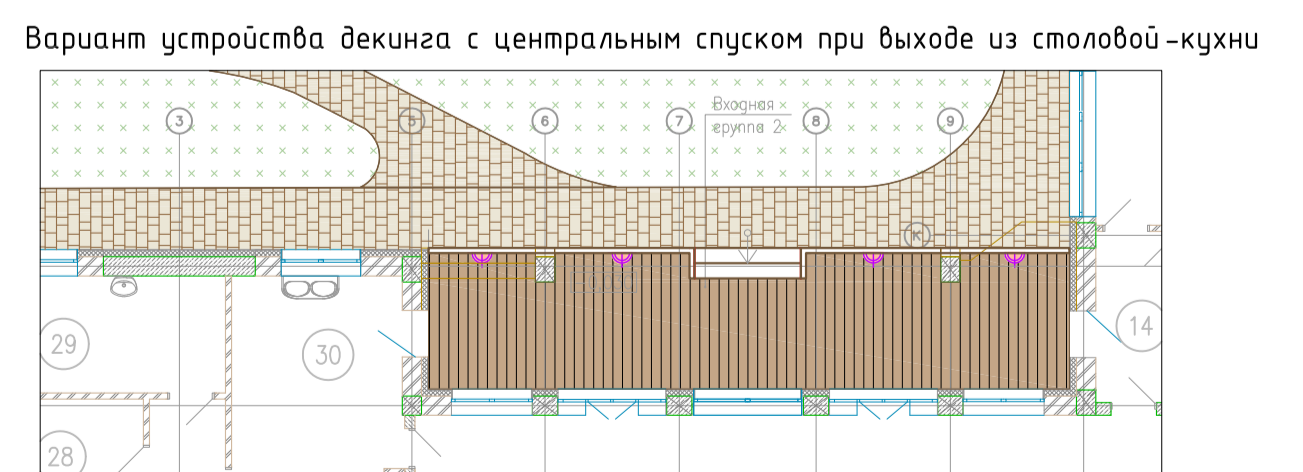 Вариант устройства декинга с центральным спуском при выходе из столовой-кухни
Входная
группа 2
3
5
6
7
8
9
К
29
30
14
28